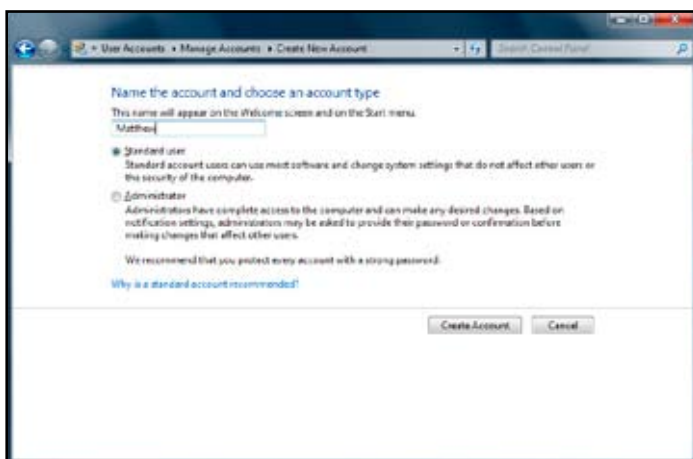 User Accounts Manage Accounts Create New Account
Search Control Panel
Name the account and choose an account type
This name will appear on the Welcome screen and on the Start menu.
Matthew
Standard user
Standard account users can use most software and change system settings that do not affect other users or
the security of the computer.
Administrator
Administrators have complete access to the computer and can make any desired changes. Based on
notification settings, administrators may be asked to provide their password or confirmation before
making changes that affect other users.
We recommend that you protect every account with a strong password.
Why is a standard account recommended?
Create Account Cancel